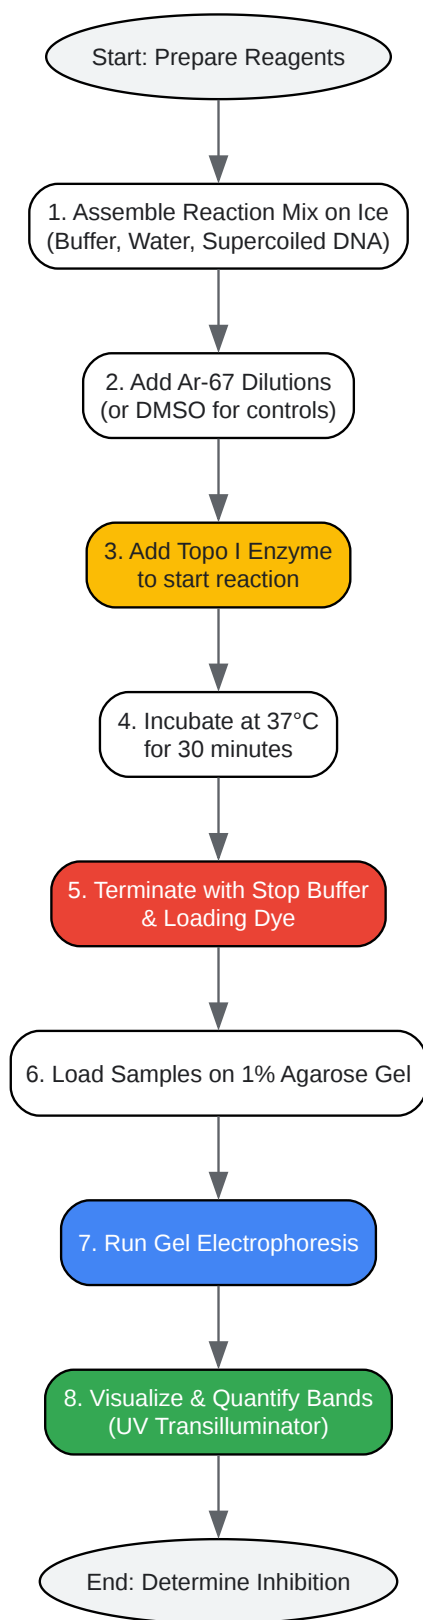 Start: Prepare Reagents
1. Assemble Reaction Mix on Ice
(Buffer, Water, Supercoiled DNA)
2. Add Ar-67 Dilutions
(or DMSO for controls)
3. Add Topo I Enzyme
to start reaction
4. Incubate at 37°C
for 30 minutes
5. Terminate with Stop Buffer
& Loading Dye
6. Load Samples on 1% Agarose Gel
7. Run Gel Electrophoresis
8. Visualize & Quantify Bands
(UV Transilluminator)
End: Determine Inhibition